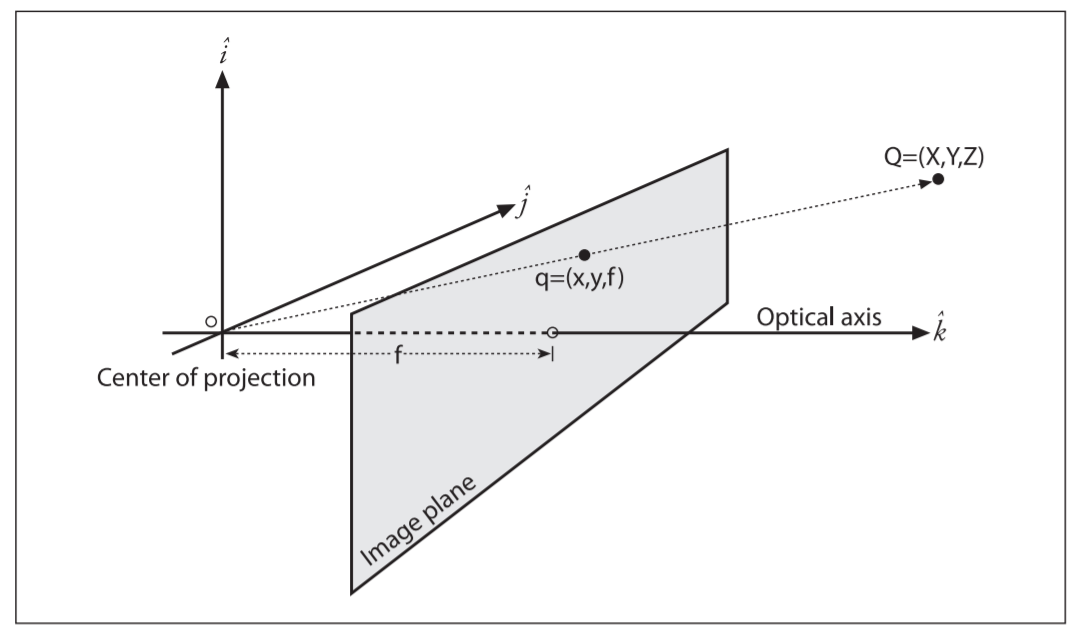 î
Q=(X,Y,Z)
ĵ
q=(x,y,f)
O
Optical axis
k̂
f
Center of projection
Image plane